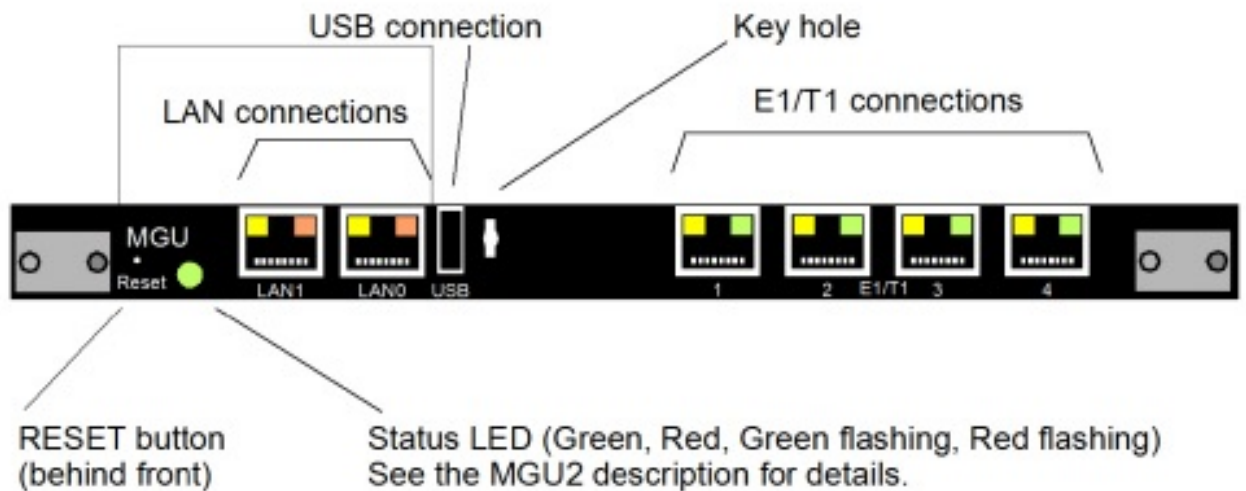 USB connection
Key hole
LAN connections
E1/T1 connections
MGU
Reset
LAN1
LAN0
USB
1
2
E1/T1
3
4
RESET button
(behind front)
Status LED (Green, Red, Green flashing, Red flashing)
See the MGU2 description for details.